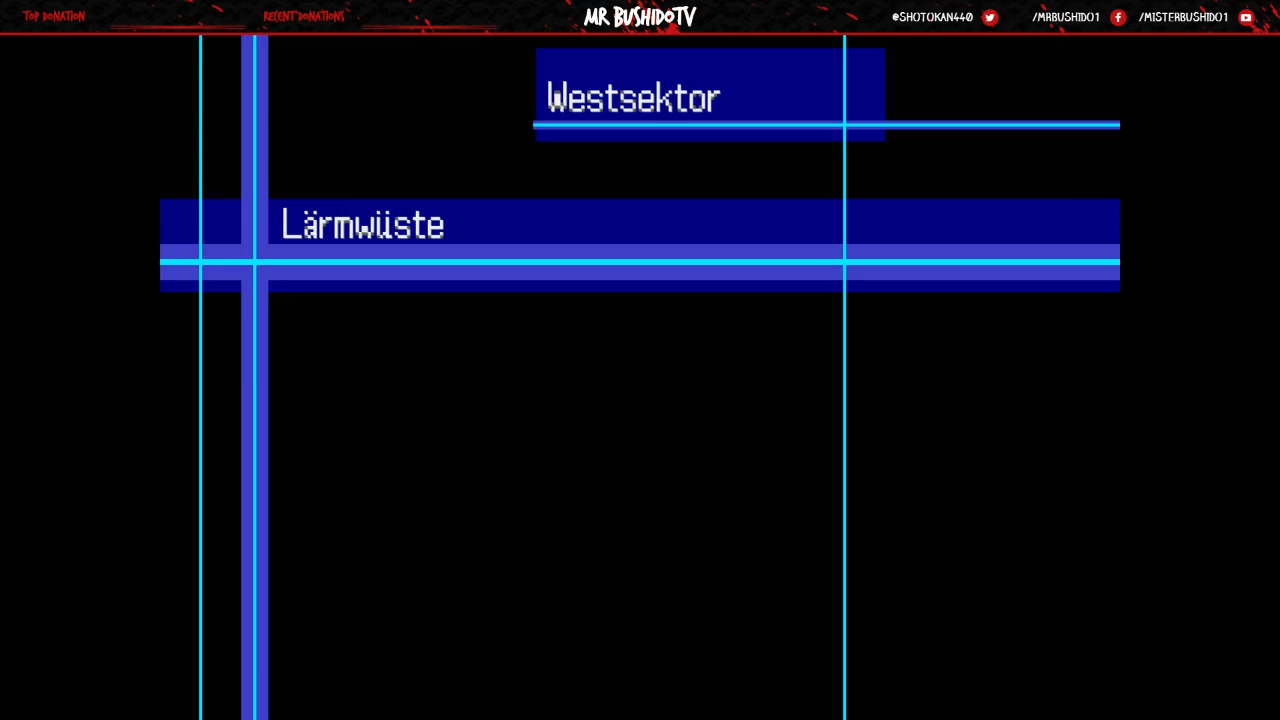 TOP DONATION
RECENT DONATIONS
MR BUSHIDOTV
@SHOTOKAN440
/MRBUSHIDO1
/MISTERBUSHIDO1
Westsektor
Lärmwüste